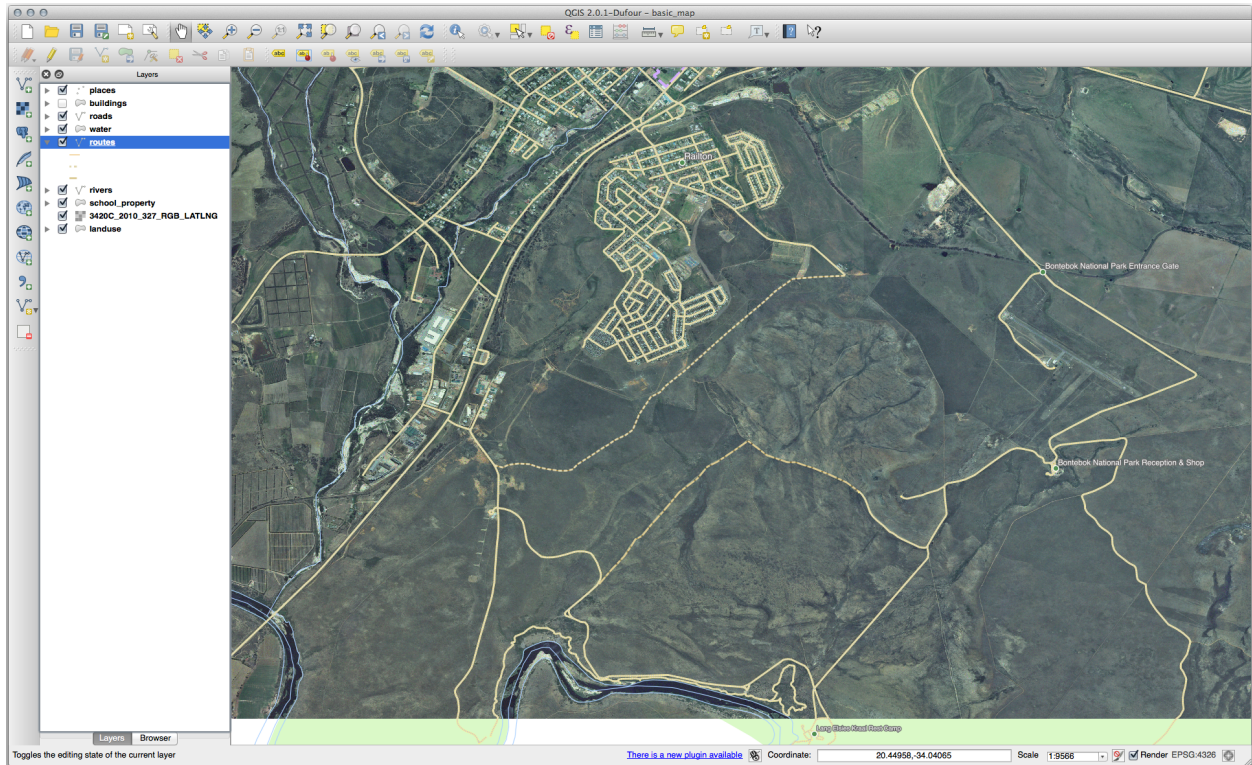 QGIS 2.0.1-Dufour – basic_map
Layers
places
buildings
roads
water
routes
rivers
school_property
3420C_2010_327_RGB_LATLNG
landuse
Railton
Bontebok National Park Entrance Gate
Bontebok National Park Reception & Shop
Lang Elsies Kraal Rest Camp
Layers Browser
Toggles the editing state of the current layer There is a new plugin available Coordinate: 20.44958,-34.04065 Scale 1:9566 Render EPSG:4326